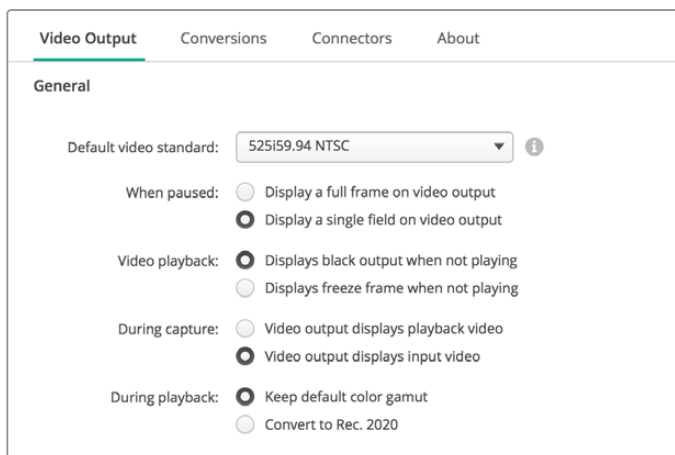 Video Output Conversions Connectors About
General
Default video standard: 525i59.94 NTSC
When paused: Display a full frame on video output
Display a single field on video output
Video playback: Displays black output when not playing
Displays freeze frame when not playing
During capture: Video output displays playback video
Video output displays input video
During playback: Keep default color gamut
Convert to Rec. 2020